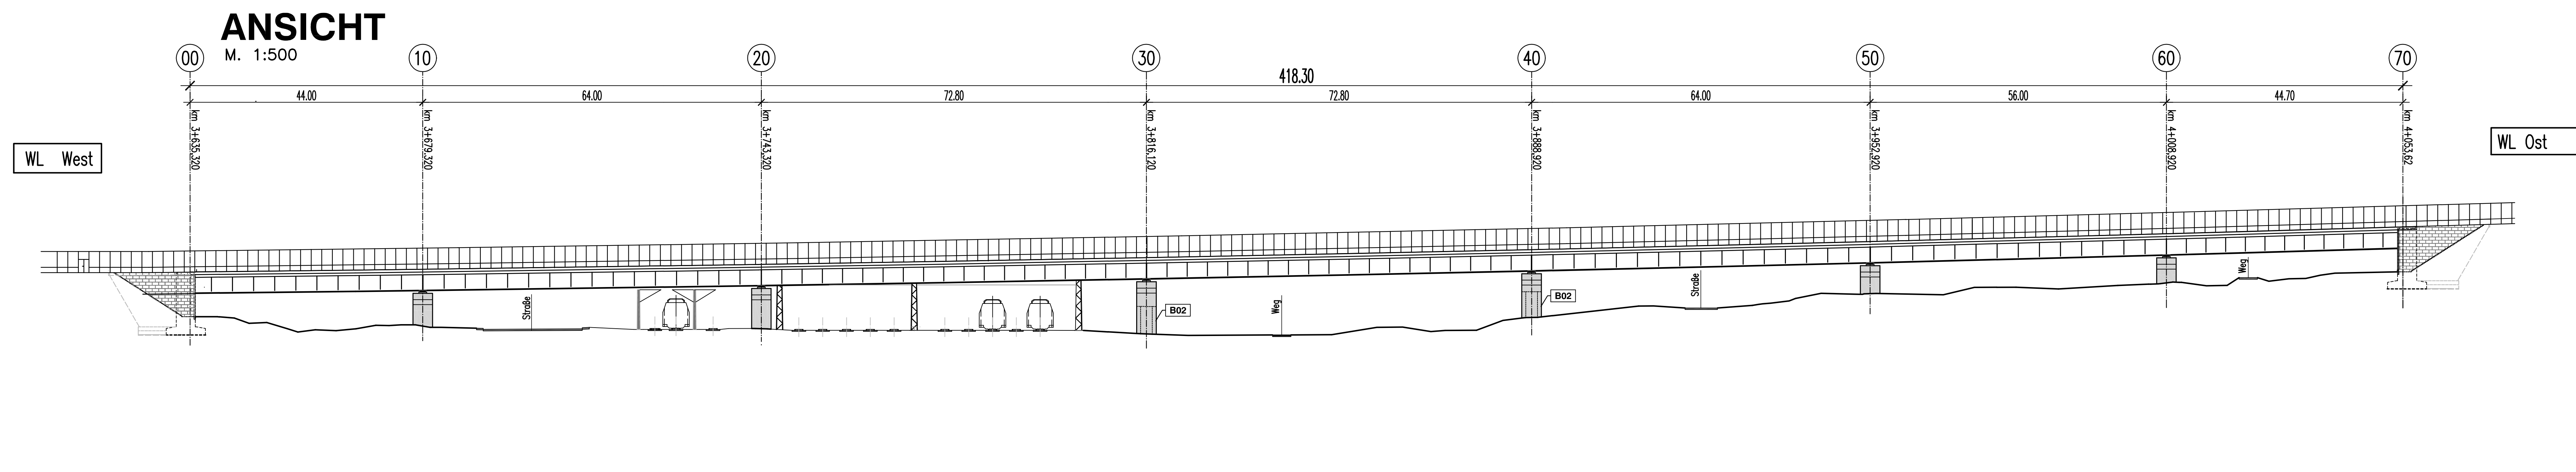 ANSICHT
M. 1:500
00
10
20
30
40
50
60
70
418.30
44.00
64.00
72.80
72.80
64.00
56.00
44.70
km 3+635,320
km 3+679,320
km 3+743,320
km 3+816,120
km 3+888,920
km 3+952,920
km 4+008,920
km 4+053,62
WL West
WL Ost
Straße
B02
Weg
B02
Straße
Weg